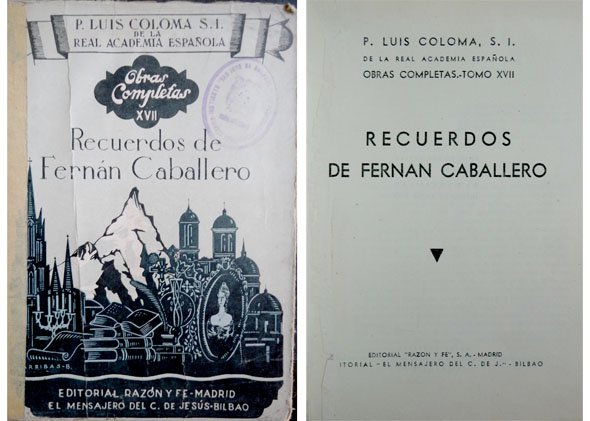 P. LUIS COLOMA S.I.
DE LA
REAL ACADEMIA ESPAÑOLA
Obras
Completas
XVII
Recuerdos de
Fernán Caballero
ARRIBAS-B.
EDITORIAL RAZÓN Y FE-MADRID
EL MENSAJERO DEL C. DE JESÚS-BILBAO
P. LUIS COLOMA, S. I.
DE LA REAL ACADEMIA ESPAÑOLA
OBRAS COMPLETAS.-TOMO XVII
RECUERDOS
DE FERNAN CABALLERO
EDITORIAL "RAZON Y FE", S. A. - MADRID
ITORIAL "EL MENSAJERO DEL C. DE J." - BILBAO